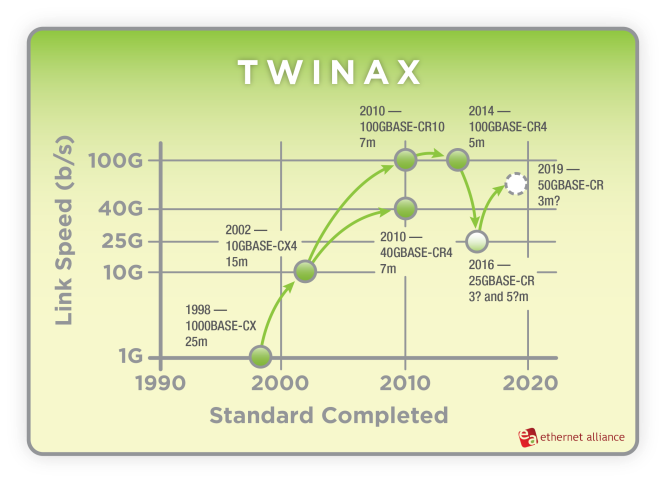 TWINAX
2010 —
100GBASE-CR10
7m
2014 —
100GBASE-CR4
5m
Link Speed (b/s)
100G
2019 —
50GBASE-CR
3m?
40G
2002 —
10GBASE-CX4
15m
25G
2010 —
40GBASE-CR4
7m
10G
2016 —
25GBASE-CR
3? and 5?m
1998 —
1000BASE-CX
25m
1G
1990
2000
2010
2020
Standard Completed
ea ethernet alliance